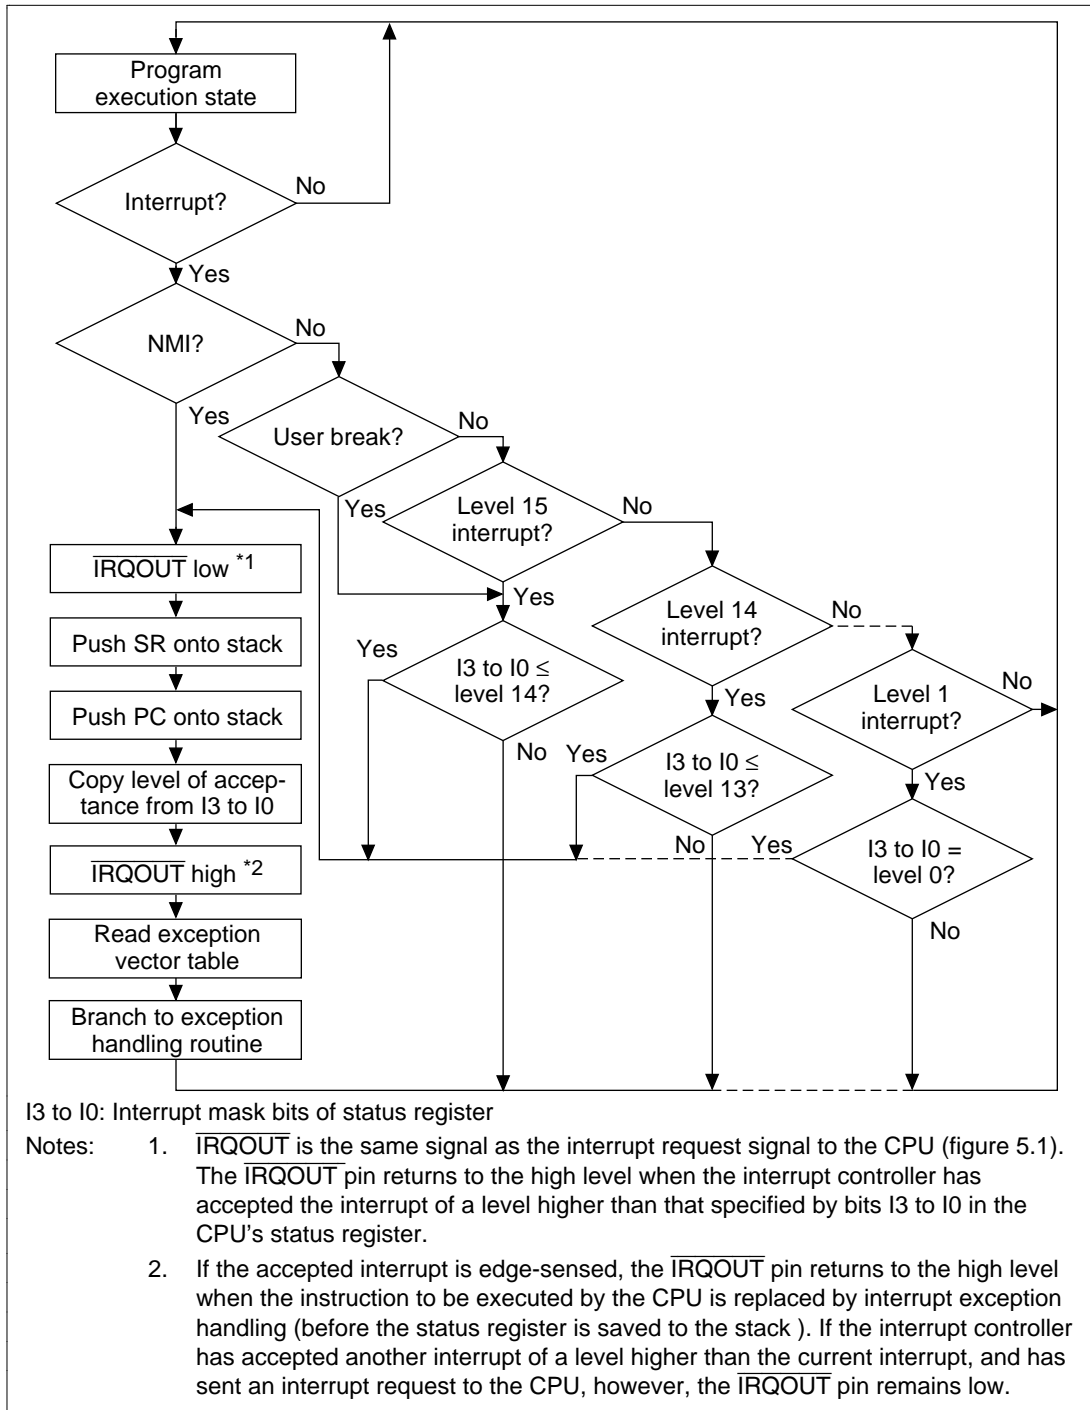 Program
execution state
Interrupt?
No
Yes
NMI?
No
Yes
User break?
No
Yes
Level 15
interrupt?
No
Yes
Level 14
interrupt?
No
Yes
Level 1
interrupt?
No
Yes
I3 to I0 ≤
level 14?
Yes
No
I3 to I0 ≤
level 13?
Yes
No
I3 to I0 =
level 0?
Yes
No
IRQOUT low *1
Push SR onto stack
Push PC onto stack
Copy level of accep-
tance from I3 to I0
IRQOUT high *2
Read exception
vector table
Branch to exception
handling routine
I3 to I0: Interrupt mask bits of status register
Notes: 1. IRQOUT is the same signal as the interrupt request signal to the CPU (figure 5.1).
The IRQOUT pin returns to the high level when the interrupt controller has
accepted the interrupt of a level higher than that specified by bits I3 to I0 in the
CPU's status register.
2. If the accepted interrupt is edge-sensed, the IRQOUT pin returns to the high level
when the instruction to be executed by the CPU is replaced by interrupt exception
handling (before the status register is saved to the stack ). If the interrupt controller
has accepted another interrupt of a level higher than the current interrupt, and has
sent an interrupt request to the CPU, however, the IRQOUT pin remains low.